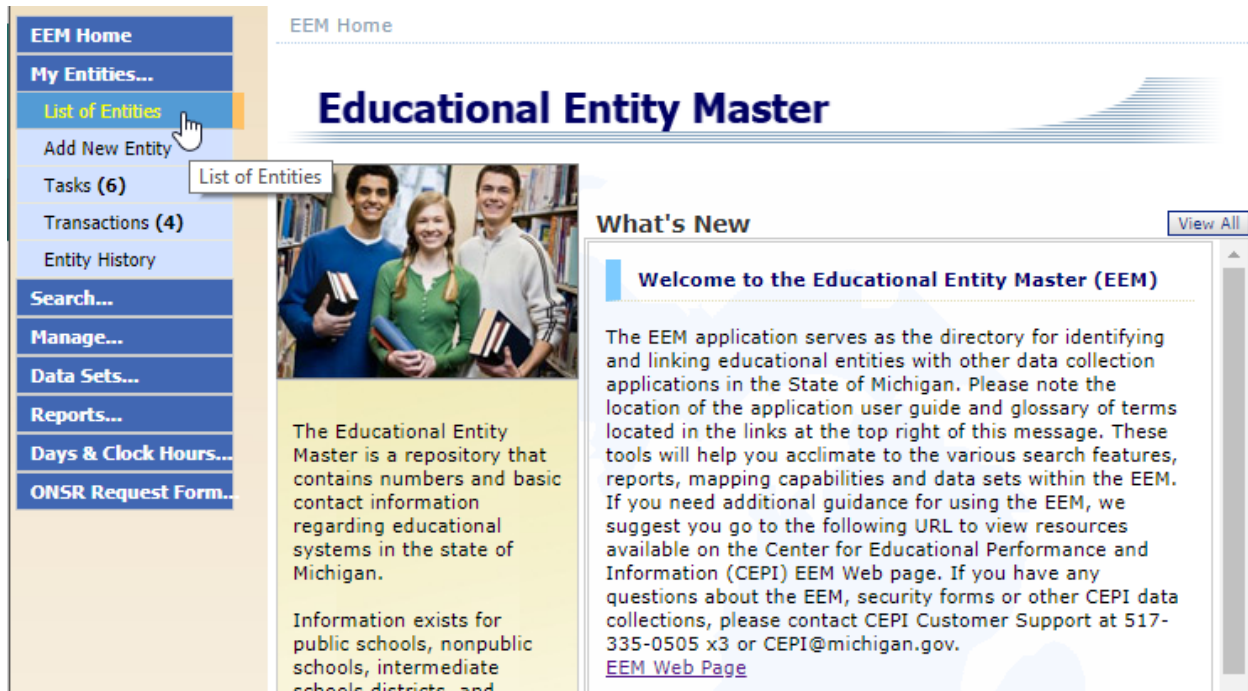 EEM Home
My Entities...
List of Entities
Add New Entity
List of Entities
Tasks (6)
Transactions (4)
Entity History
Search...
Manage...
Data Sets...
Reports...
Days & Clock Hours...
ONSR Request Form...
EEM Home
Educational Entity Master
The Educational Entity
Master is a repository that
contains numbers and basic
contact information
regarding educational
systems in the state of
Michigan.
Information exists for
public schools, nonpublic
schools, intermediate
schools districts, and
What's New
View All
Welcome to the Educational Entity Master (EEM)
The EEM application serves as the directory for identifying
and linking educational entities with other data collection
applications in the State of Michigan. Please note the
location of the application user guide and glossary of terms
located in the links at the top right of this message. These
tools will help you acclimate to the various search features,
reports, mapping capabilities and data sets within the EEM.
If you need additional guidance for using the EEM, we
suggest you go to the following URL to view resources
available on the Center for Educational Performance and
Information (CEPI) EEM Web page. If you have any
questions about the EEM, security forms or other CEPI data
collections, please contact CEPI Customer Support at 517-
335-0505 x3 or CEPI@michigan.gov.
EEM Web Page